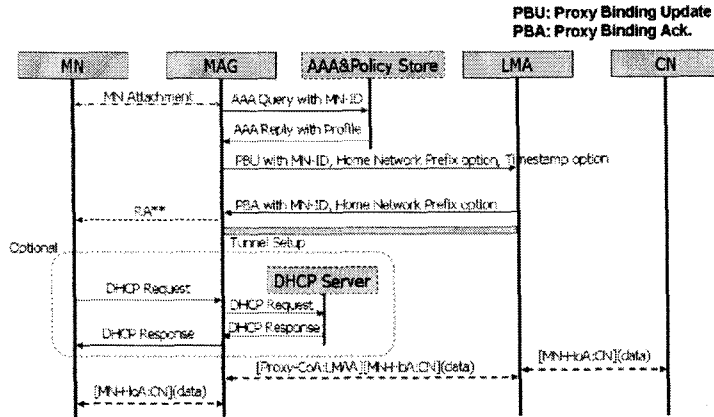 PBU: Proxy Binding Update
PBA: Proxy Binding Ack.
MN MAG AAA&Policy Store LMA CN
MN Attachment
AAA Query with MN-ID
AAA Reply with Profile
PBU with MN-ID, Home Network Prefix option, Timestamp option
PBA with MN-ID, Home Network Prefix option
RA**
Tunnel Setup
Optional
DHCP Server
DHCP Request
DHCP Request
DHCP Response
DHCP Response
[MN-HoA:CN](data)
[Proxy-CoA:LMAA][MN-HoA:CN](data)
[MN-HoA:CN](data)